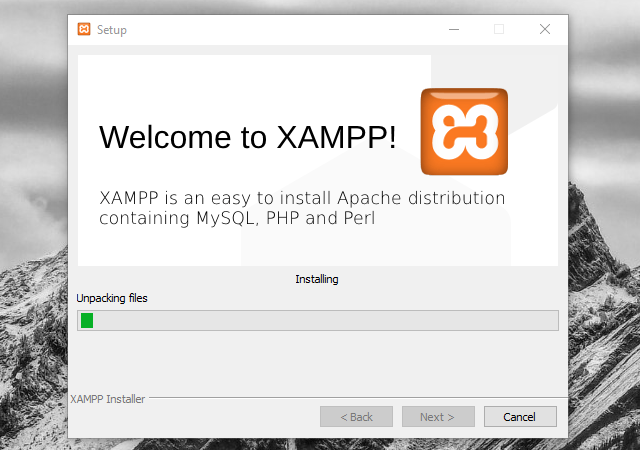 Setup
Welcome to XAMPP!
XAMPP is an easy to install Apache distribution
containing MySQL, PHP and Perl
Installing
Unpacking files
XAMPP Installer
< Back
Next >
Cancel